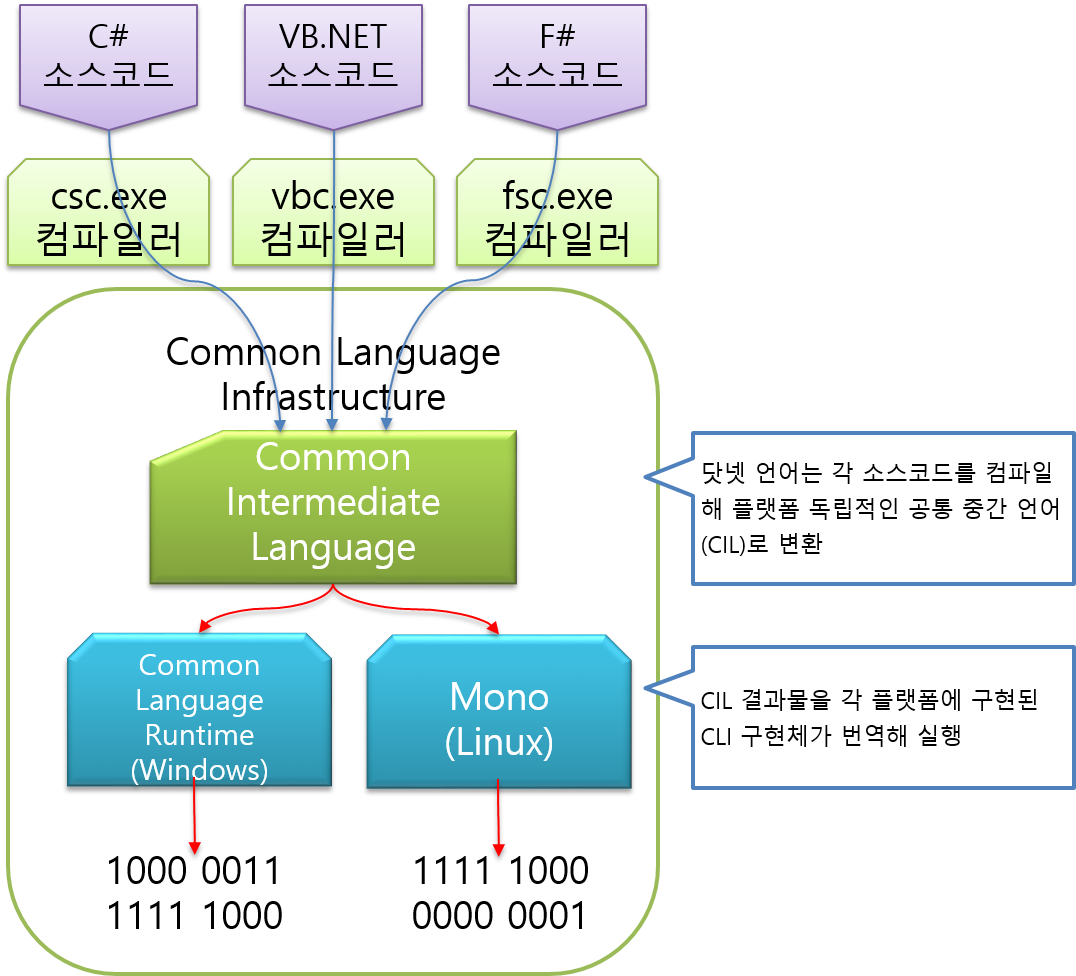 C#
소스코드
VB.NET
소스코드
F#
소스코드
csc.exe
컴파일러
vbc.exe
컴파일러
fsc.exe
컴파일러
Common Language
Infrastructure
Common
Intermediate
Language
닷넷 언어는 각 소스코드를 컴파일
해 플랫폼 독립적인 공통 중간 언어
(CIL)로 변환
Common
Language
Runtime
(Windows)
Mono
(Linux)
CIL 결과물을 각 플랫폼에 구현된
CLI 구현체가 번역해 실행
1000 0011
1111 1000
1111 1000
0000 0001